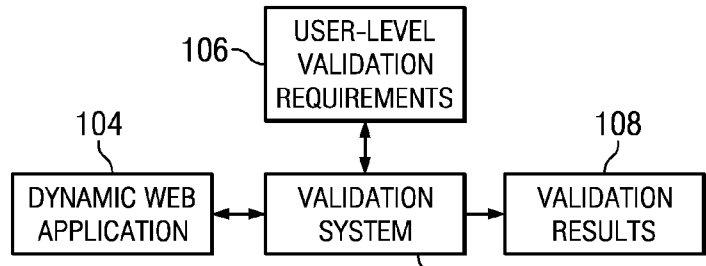 106
USER-LEVEL
VALIDATION
REQUIREMENTS
104
108
DYNAMIC WEB
APPLICATION
VALIDATION
SYSTEM
VALIDATION
RESULTS